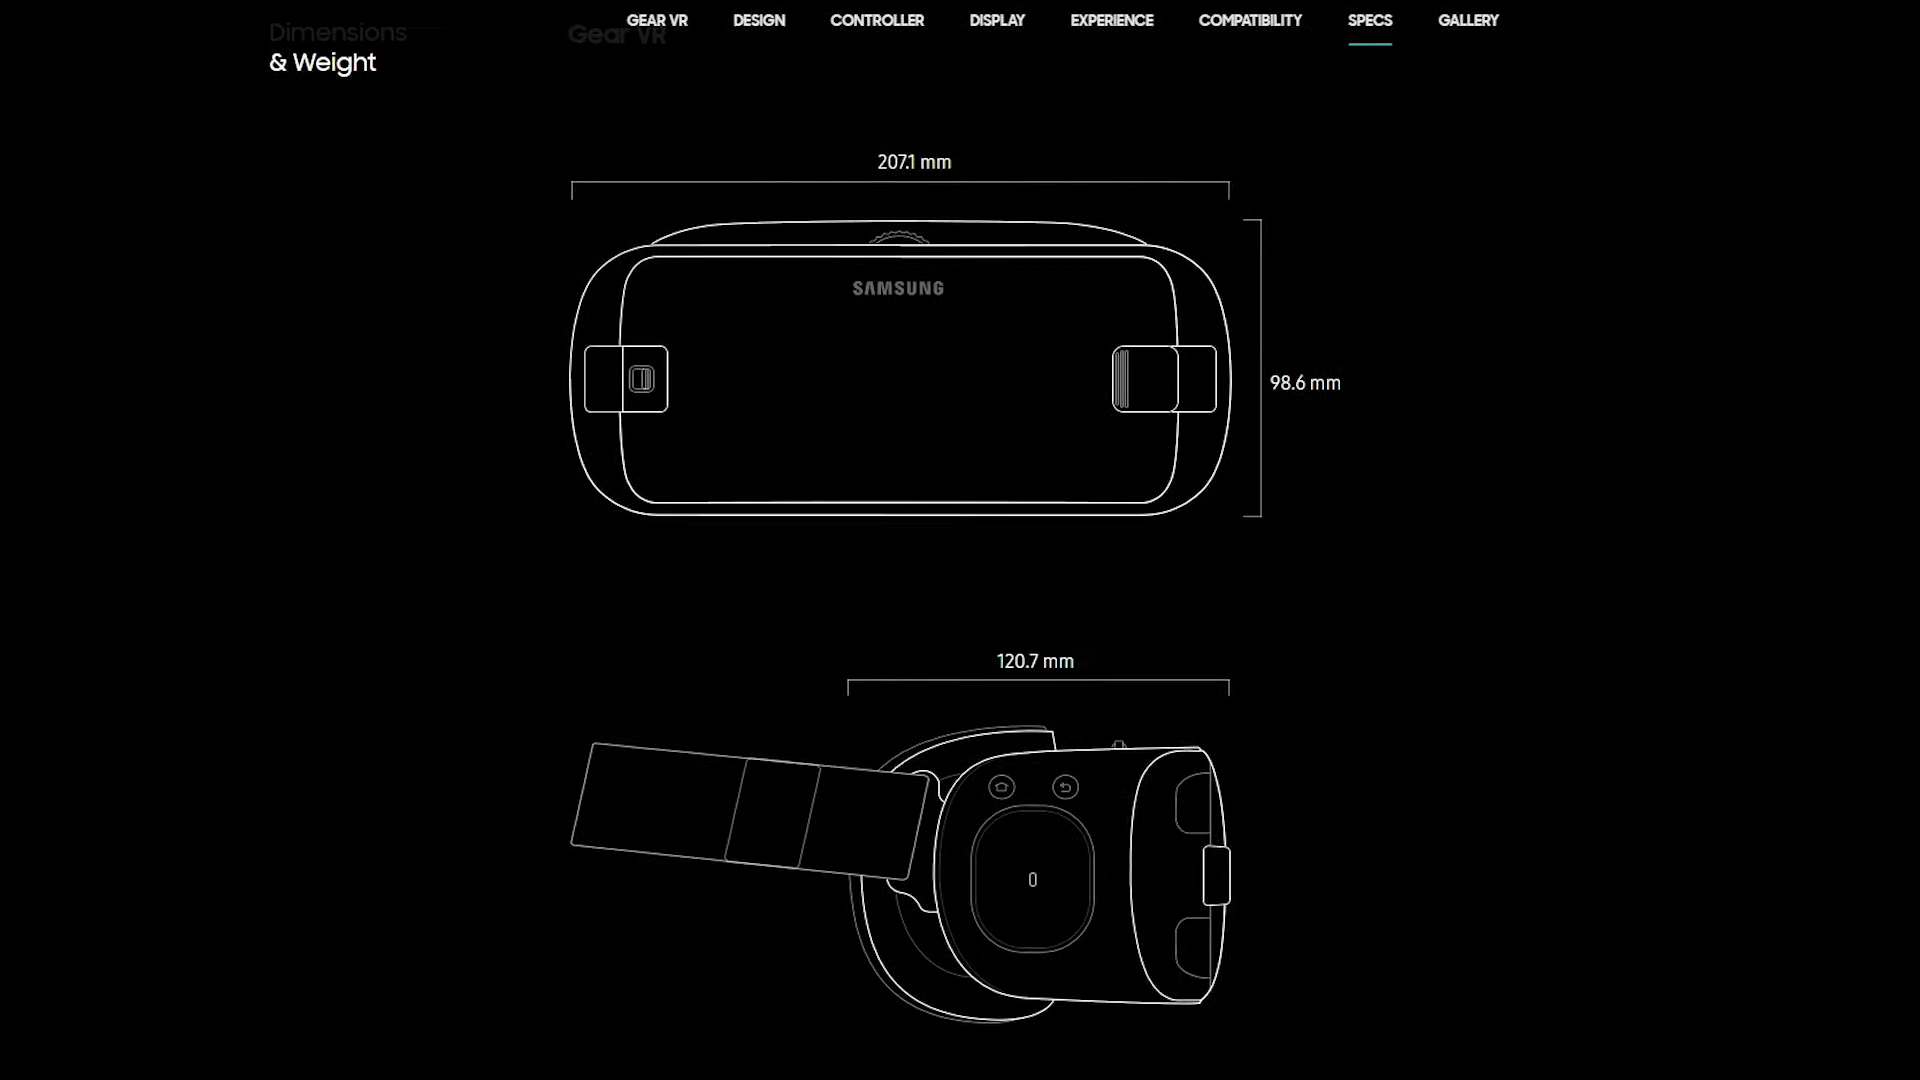 GEAR VR DESIGN CONTROLLER DISPLAY EXPERIENCE COMPATIBILITY SPECS GALLERY
Dimensions
& Weight
Gear VR
207.1 mm
SAMSUNG
98.6 mm
120.7 mm